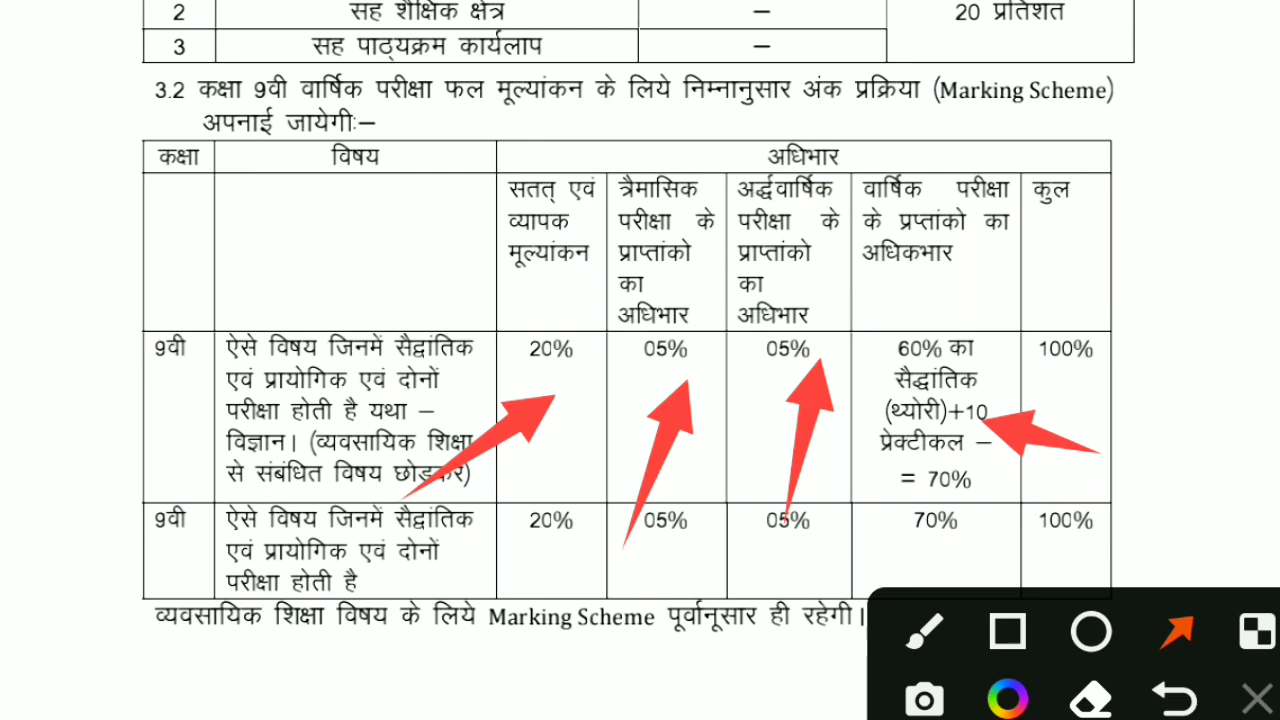 2 सह शैक्षिक क्षेत्र – 20 प्रतिशत
3 सह पाठ्यक्रम कार्यलाप –
3.2 कक्षा 9वी वार्षिक परीक्षा फल मूल्यांकन के लिये निम्नानुसार अंक प्रक्रिया (Marking Scheme)
अपनाई जायेगीः–
कक्षा विषय अधिभार
सतत् एवं
व्यापक
मूल्यांकन
त्रैमासिक
परीक्षा के
प्राप्तांको
का
अधिभार
अर्द्धवार्षिक
परीक्षा के
प्राप्तांको
का
अधिभार
वार्षिक परीक्षा
के प्रप्तांको का
अधिकभार
कुल
9वी
ऐसे विषय जिनमें सैद्वांतिक
एवं प्रायोगिक एवं दोनों
परीक्षा होती है यथा –
विज्ञान। (व्यवसायिक शिक्षा
से संबंधित विषय छोड़कर)
20%
05%
05%
60% का
सैद्धांतिक
(थ्योरी)+10
प्रेक्टीकल –
= 70%
100%
9वी
ऐसे विषय जिनमें सैद्वांतिक
एवं प्रायोगिक एवं दोनों
परीक्षा होती है
20%
05%
05%
70%
100%
व्यवसायिक शिक्षा विषय के लिये Marking Scheme पूर्वानूसार ही रहेगी।